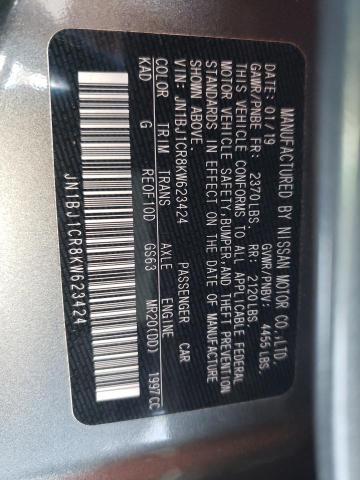 MANUFACTURED BY NISSAN MOTOR CO.,LTD.
01/19 GVWR/PNBV: 4455 LBS.
GAWR/PNBE FR: 2370LBS. RR: 2120LBS.
THIS VEHICLE CONFORMS TO ALL APPLICABLE FEDERAL
MOTOR VEHICLE SAFETY, BUMPER, AND THEFT PREVENTION
STANDARDS IN EFFECT ON THE DATE OF MANUFACTURE
SHOWN ABOVE.
VIN: JN1BJ1CR8KW623424 PASSENGER CAR
COLOR TRIM TRANS AXLE ENGINE
KAD G RE0F10D GS63 MR20(DD) 1997CC
JN1BJ1CR8KW623424